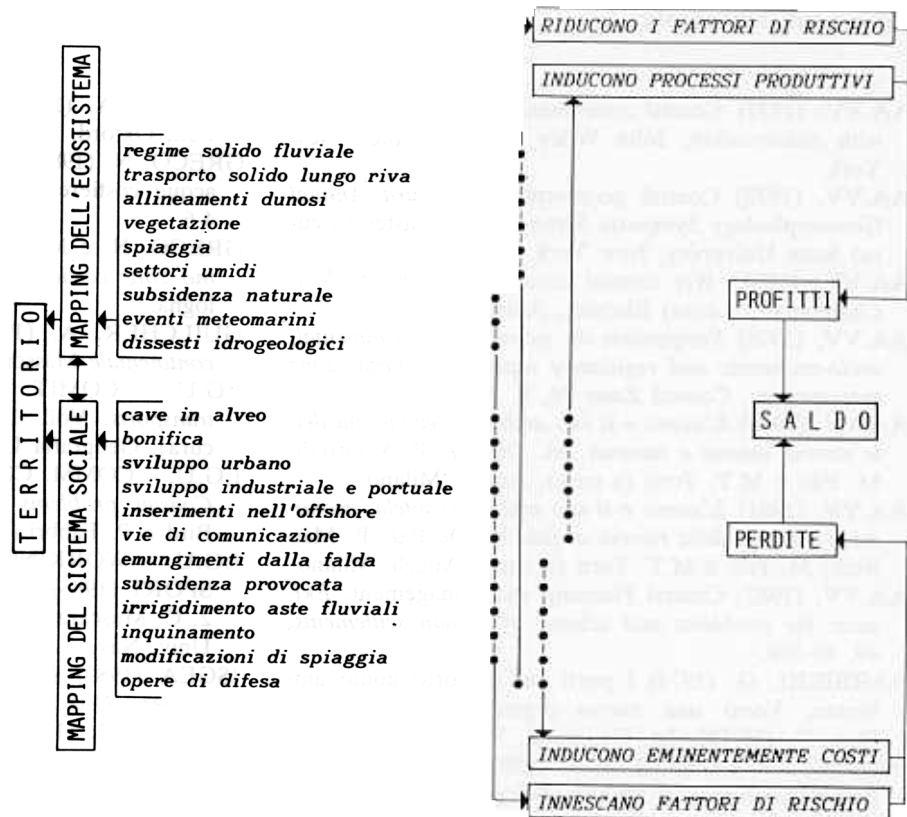 TERRITORIO
MAPPING DELL'ECOSISTEMA
regime solido fluviale
trasporto solido lungo riva
allineamenti dunosi
vegetazione
spiaggia
settori umidi
subsidenza naturale
eventi meteomarini
dissesti idrogeologici
MAPPING DEL SISTEMA SOCIALE
cave in alveo
bonifica
sviluppo urbano
sviluppo industriale e portuale
inserimenti nell'offshore
vie di comunicazione
emungimenti dalla falda
subsidenza provocata
irrigidimento aste fluviali
inquinamento
modificazioni di spiaggia
opere di difesa
RIDUCONO I FATTORI DI RISCHIO
INDUCONO PROCESSI PRODUTTIVI
PROFITTI
SALDO
PERDITE
INDUCONO EMINENTEMENTE COSTI
INNESCANO FATTORI DI RISCHIO